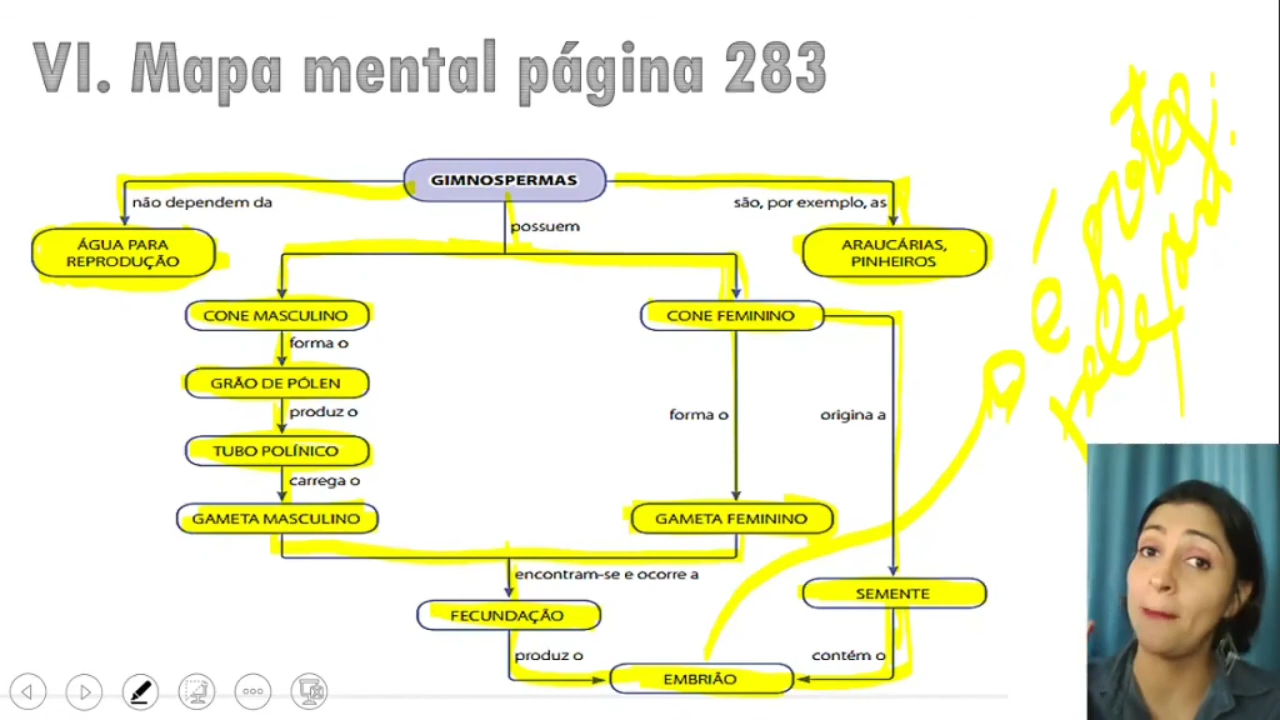 VI. Mapa mental página 283
GIMNOSPERMAS
não dependem da
são, por exemplo, as
possuem
ÁGUA PARA
REPRODUÇÃO
ARAUCÁRIAS,
PINHEIROS
CONE MASCULINO
CONE FEMININO
forma o
GRÃO DE PÓLEN
produz o
forma o
origina a
TUBO POLÍNICO
carrega o
GAMETA MASCULINO
GAMETA FEMININO
encontram-se e ocorre a
SEMENTE
FECUNDAÇÃO
produz o
contém o
EMBRIÃO
é